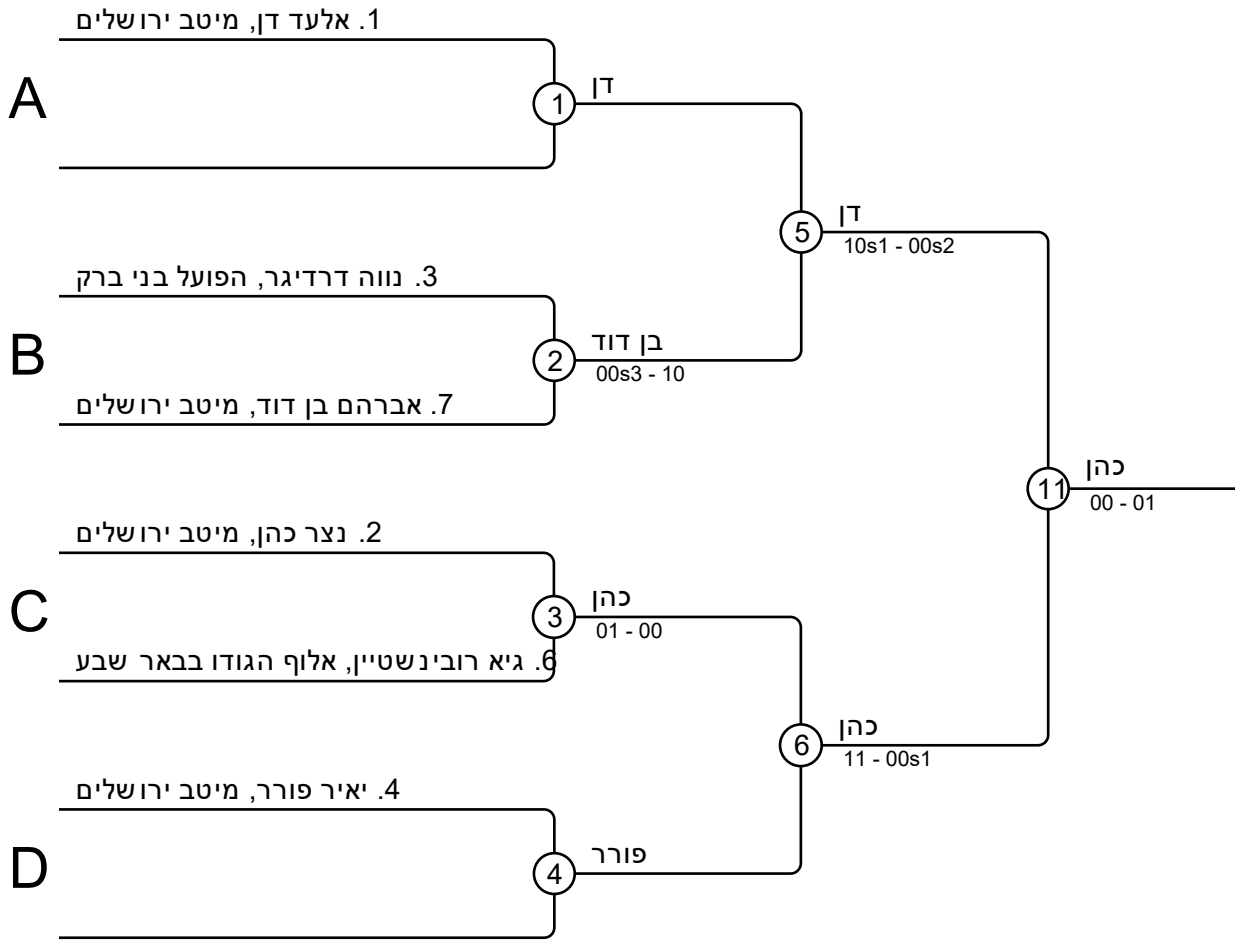 1. אלעד דן, מיטב ירושלים
A
1
דן
5
דן
10s1 - 00s2
3. נווה דרדיגר, הפועל בני ברק
B
2
בן דוד
00s3 - 10
7. אברהם בן דוד, מיטב ירושלים
11
כהן
00 - 01
2. נצר כהן, מיטב ירושלים
C
3
כהן
01 - 00
6. גיא רובינשטיין, אלוף הגודו בבאר שבע
6
כהן
11 - 00s1
4. יאיר פורר, מיטב ירושלים
D
4
פורר